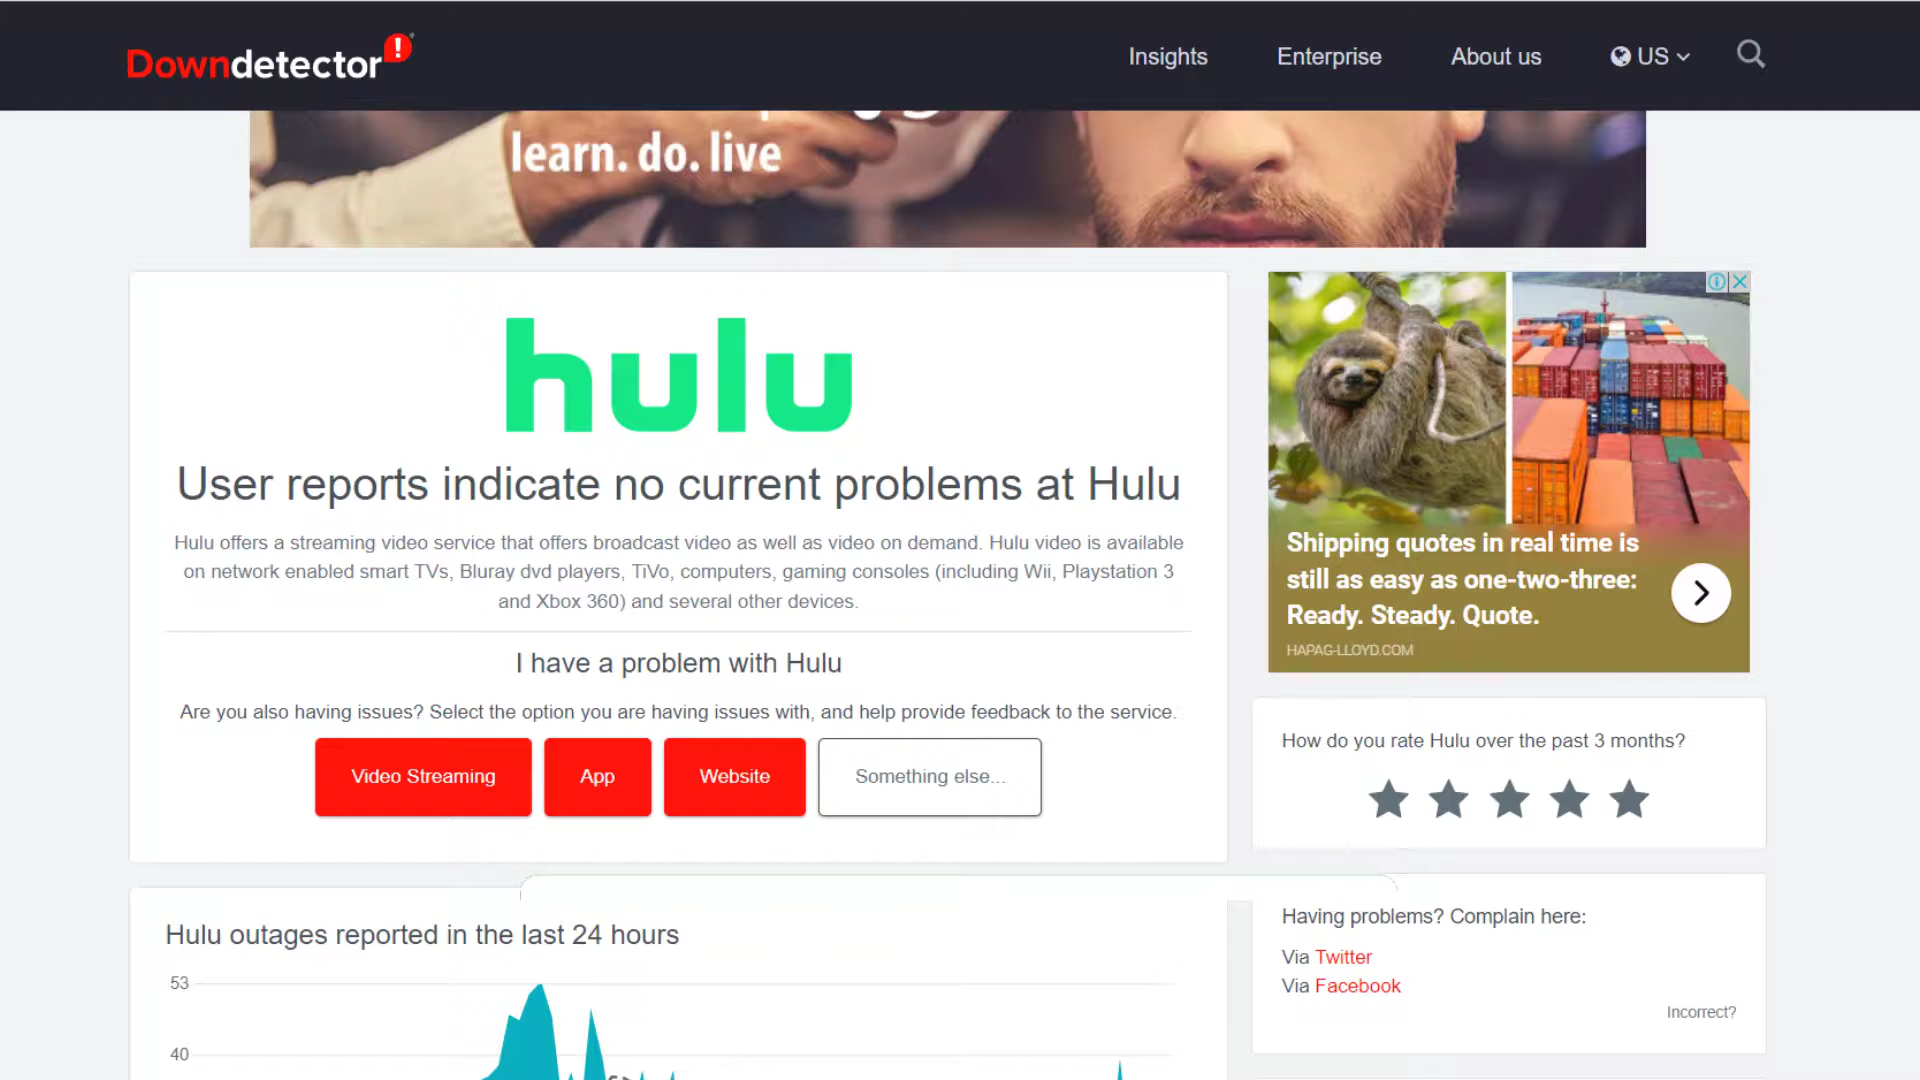 Downdetector
Insights
Enterprise
About us
US
learn. do. live
hulu
User reports indicate no current problems at Hulu
Hulu offers a streaming video service that offers broadcast video as well as video on demand. Hulu video is available
on network enabled smart TVs, Bluray dvd players, TiVo, computers, gaming consoles (including Wii, Playstation 3
and Xbox 360) and several other devices.
I have a problem with Hulu
Are you also having issues? Select the option you are having issues with, and help provide feedback to the service.
Video Streaming
App
Website
Something else...
Hulu outages reported in the last 24 hours
53
40
Shipping quotes in real time is
still as easy as one-two-three:
Ready. Steady. Quote.
HAPAG-LLOYD.COM
How do you rate Hulu over the past 3 months?
Having problems? Complain here:
Via Twitter
Via Facebook
Incorrect?